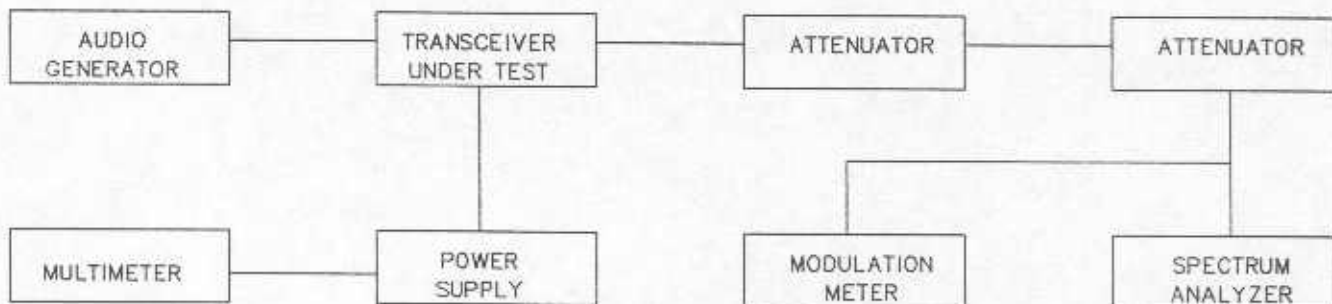 AUDIO
GENERATOR
TRANSCEIVER
UNDER TEST
ATTENUATOR
ATTENUATOR
MULTIMETER
POWER
SUPPLY
MODULATION
METER
SPECTRUM
ANALYZER